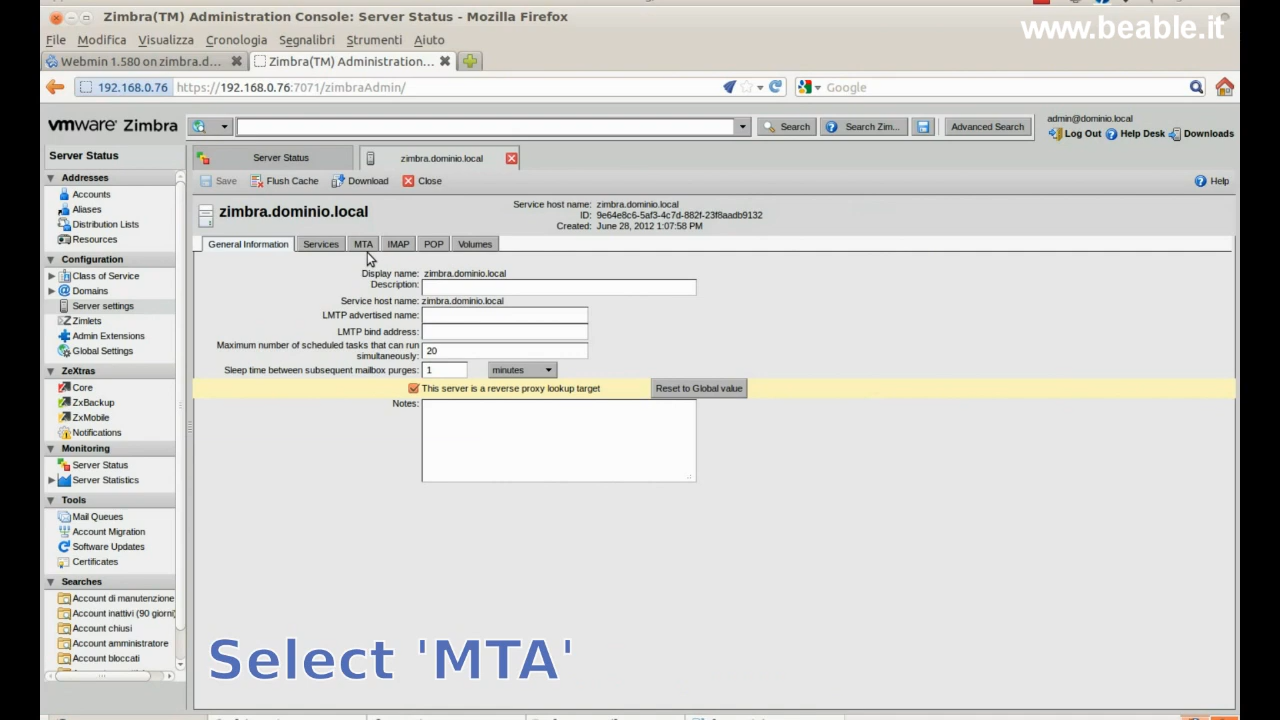 Zimbra(TM) Administration Console: Server Status - Mozilla Firefox
www.beable.it
File Modifica Visualizza Cronologia Segnalibri Strumenti Aiuto
Webmin 1.580 on zimbra.d... Zimbra(TM) Administration...
192.168.0.76 https://192.168.0.76:7071/zimbraAdmin/ Google
vmware Zimbra Search Search Zim... Advanced Search
admin@dominio.local
Log Out Help Desk Downloads
Server Status
Server Status zimbra.dominio.local
Save Flush Cache Download Close Help
zimbra.dominio.local
Service host name: zimbra.dominio.local
ID: 9e64e8c6-5af3-4c7d-882f-23f8aadb9132
Created: June 28, 2012 1:07:58 PM
General Information Services MTA IMAP POP Volumes
Display name: zimbra.dominio.local
Description:
Service host name: zimbra.dominio.local
LMTP advertised name:
LMTP bind address:
Maximum number of scheduled tasks that can run
simultaneously: 20
Sleep time between subsequent mailbox purges: 1 minutes
This server is a reverse proxy lookup target Reset to Global value
Notes:
Addresses
Accounts
Aliases
Distribution Lists
Resources
Configuration
Class of Service
Domains
Server settings
Zimlets
Admin Extensions
Global Settings
ZeXtras
Core
ZxBackup
ZxMobile
Notifications
Monitoring
Server Status
Server Statistics
Tools
Mail Queues
Account Migration
Software Updates
Certificates
Searches
Account di manutenzione
Account inattivi (90 giorni)
Account chiusi
Account amministratore
Account bloccati
Select 'MTA'